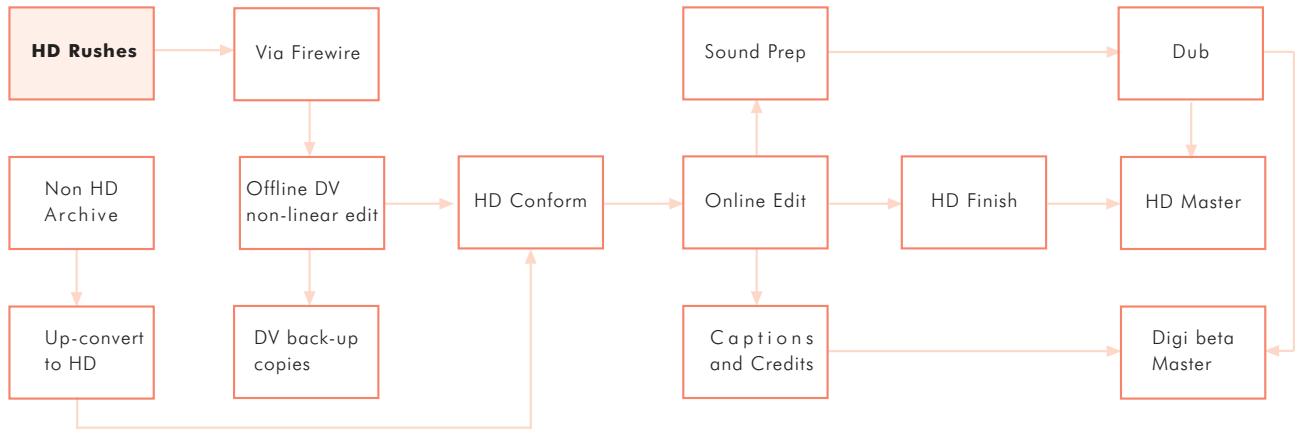 HD Rushes
Via Firewire
Sound Prep
Dub
Non HD
Archive
Offline DV
non-linear edit
HD Conform
Online Edit
HD Finish
HD Master
Up-convert
to HD
DV back-up
copies
Captions
and Credits
Digi beta
Master